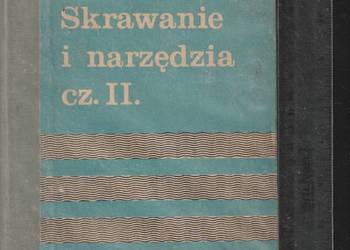 Skrawanie
i narzędzia
cz. II.